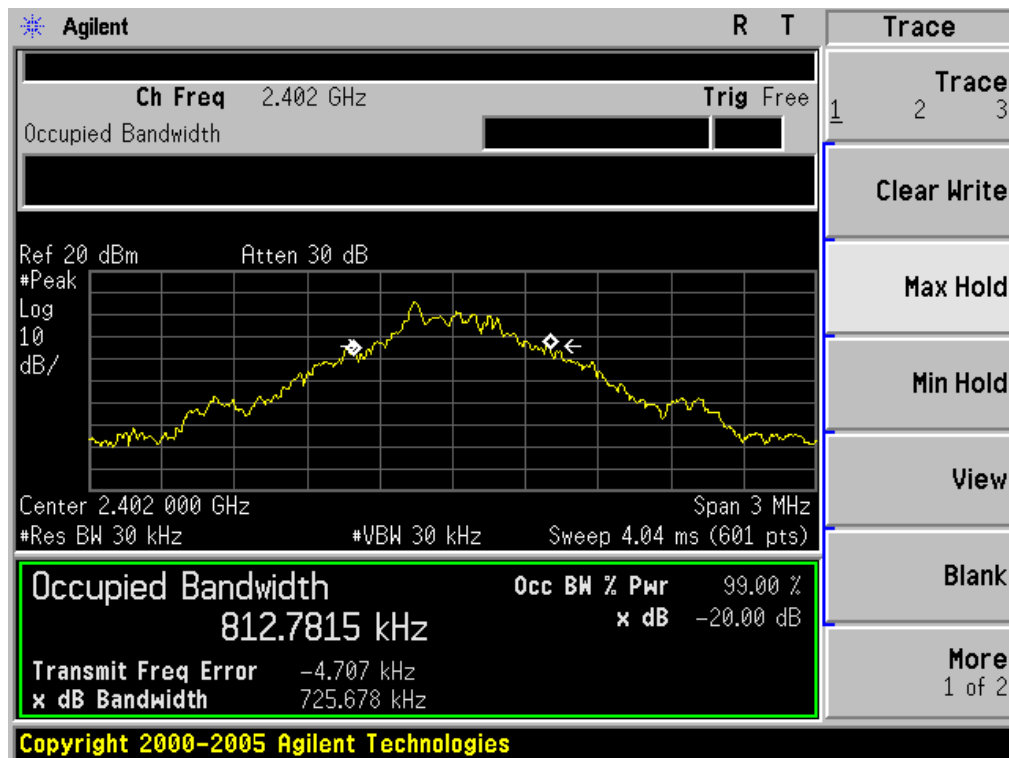 Agilent R T
Ch Freq 2.402 GHz Trig Free
Occupied Bandwidth
Ref 20 dBm Atten 30 dB
#Peak
Log
10
dB/
Center 2.402 000 GHz Span 3 MHz
#Res BW 30 kHz #VBW 30 kHz Sweep 4.04 ms (601 pts)
Occupied Bandwidth Occ BW % Pwr 99.00 %
812.7815 kHz x dB -20.00 dB
Transmit Freq Error -4.707 kHz
x dB Bandwidth 725.678 kHz
Copyright 2000-2005 Agilent Technologies
Trace
Trace
1 2 3
Clear Write
Max Hold
Min Hold
View
Blank
More
1 of 2